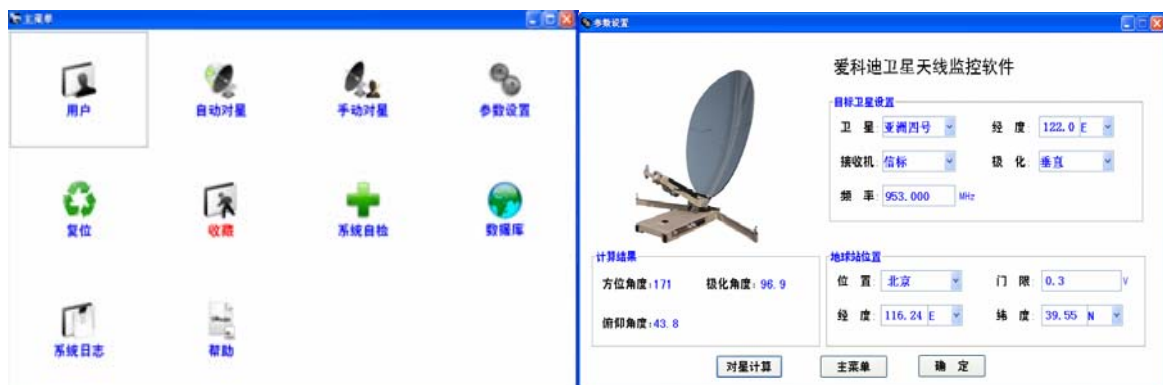 主菜单
用户 自动对星 手动对星 参数设置
复位 收藏 系统自检 数据库
系统日志 帮助
参数设置
爱科迪卫星天线监控软件
目标卫星设置
卫 星: 亚洲四号 经 度: 122.0 E
接收机: 信标 极 化: 垂直
频 率: 953.000 MHz
计算结果
方位角度:171 极化角度: 96.9
俯仰角度:43.8
地球站位置
位 置: 北京 门 限: 0.3 V
经 度: 116.24 E 纬 度: 39.55 N
对星计算 主菜单 确 定